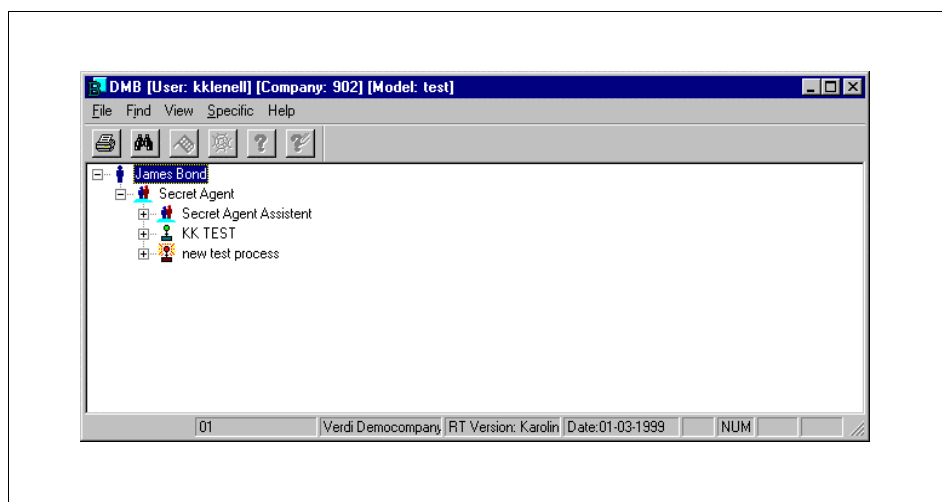 DMB [User: kklenell] [Company: 902] [Model: test]
File Find View Specific Help
James Bond
Secret Agent
Secret Agent Assistent
KK TEST
new test process
01 Verdi Democompany RT Version: Karolin Date:01-03-1999 NUM